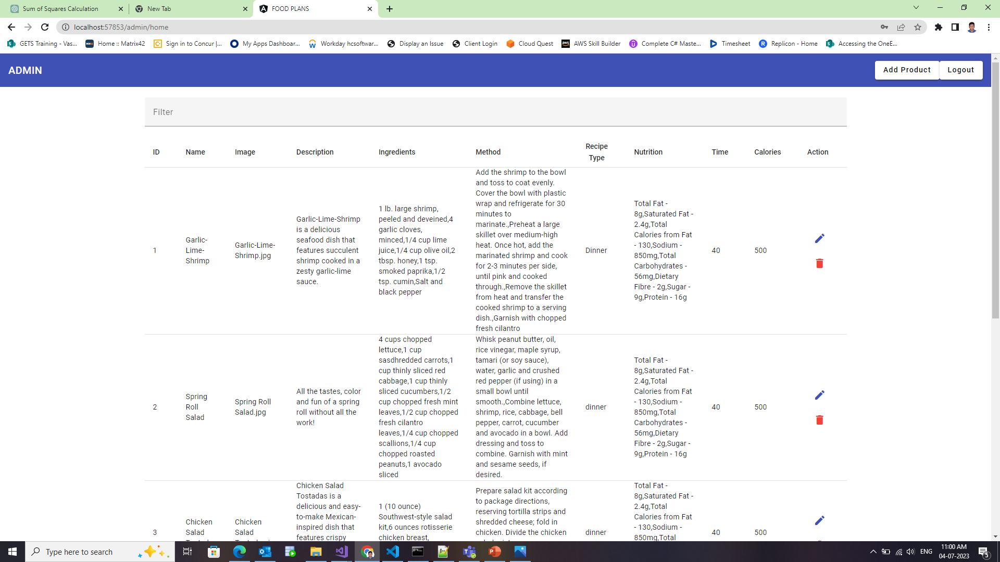 Sum of Squares Calculation
New Tab
FOOD PLANS
localhost:57853/admin/home
GETS Training - Vas...
Home :: Matrix42
Sign in to Concur |...
My Apps Dashboar...
Workday hcsoftwar...
Display an Issue
Client Login
Cloud Quest
AWS Skill Builder
Complete C# Maste...
Timesheet
Replicon - Home
Accessing the OneE...
ADMIN
Add Product
Logout
Filter
ID
Name
Image
Description
Ingredients
Method
Recipe
Type
Nutrition
Time
Calories
Action
1
Garlic-
Lime-
Shrimp
Garlic-Lime-
Shrimp.jpg
Garlic-Lime-Shrimp
is a delicious
seafood dish that
features succulent
shrimp cooked in a
zesty garlic-lime
sauce.
1 lb. large shrimp,
peeled and deveined,4
garlic cloves,
minced,1/4 cup lime
juice,1/4 cup olive oil,2
tbsp. honey,1 tsp.
smoked paprika,1/2
tsp. cumin,Salt and
black pepper
Add the shrimp to the bowl
and toss to coat evenly.
Cover the bowl with plastic
wrap and refrigerate for 30
minutes to
marinate.,Preheat a large
skillet over medium-high
heat. Once hot, add the
marinated shrimp and cook
for 2-3 minutes per side,
until pink and cooked
through.,Remove the skillet
from heat and transfer the
cooked shrimp to a serving
dish.,Garnish with chopped
fresh cilantro
Dinner
Total Fat -
8g,Saturated Fat -
2.4g,Total
Calories from Fat
- 130,Sodium -
850mg,Total
Carbohydrates -
56mg,Dietary
Fibre - 2g,Sugar -
9g,Protein - 16g
40
500
2
Spring
Roll
Salad
Spring Roll
Salad.jpg
All the tastes, color
and fun of a spring
roll without all the
work!
4 cups chopped
lettuce,1 cup
sasdhredded carrots,1
cup thinly sliced red
cabbage,1 cup thinly
sliced cucumbers,1/2
cup chopped fresh mint
leaves,1/2 cup chopped
fresh cilantro
leaves,1/4 cup chopped
scallions,1/4 cup
chopped roasted
peanuts,1 avocado
sliced
Whisk peanut butter, oil,
rice vinegar, maple syrup,
tamari (or soy sauce),
water, garlic and crushed
red pepper (if using) in a
small bowl until
smooth.,Combine lettuce,
shrimp, rice, cabbage, bell
pepper, carrot, cucumber
and avocado in a bowl. Add
dressing and toss to
combine. Garnish with mint
and sesame seeds, if
desired.
dinner
Total Fat -
8g,Saturated Fat -
2.4g,Total
Calories from Fat
- 130,Sodium -
850mg,Total
Carbohydrates -
56mg,Dietary
Fibre - 2g,Sugar -
9g,Protein - 16g
40
500
3
Chicken
Salad
Chicken
Salad
Chicken Salad
Tostadas is a
delicious and easy-
to-make Mexican-
inspired dish that
features crispy
1 (10 ounce)
Southwest-style salad
kit,6 ounces rotisserie
chicken breast,
Prepare salad kit according
to package directions,
reserving tortilla strips and
shredded cheese; fold in
chicken. Divide the chicken
dinner
Total Fat -
8g,Saturated Fat -
2.4g,Total
Calories from Fat
- 130,Sodium -
850mg,Total
40
500
Type here to search
ENG
11:00 AM
04-07-2023
5